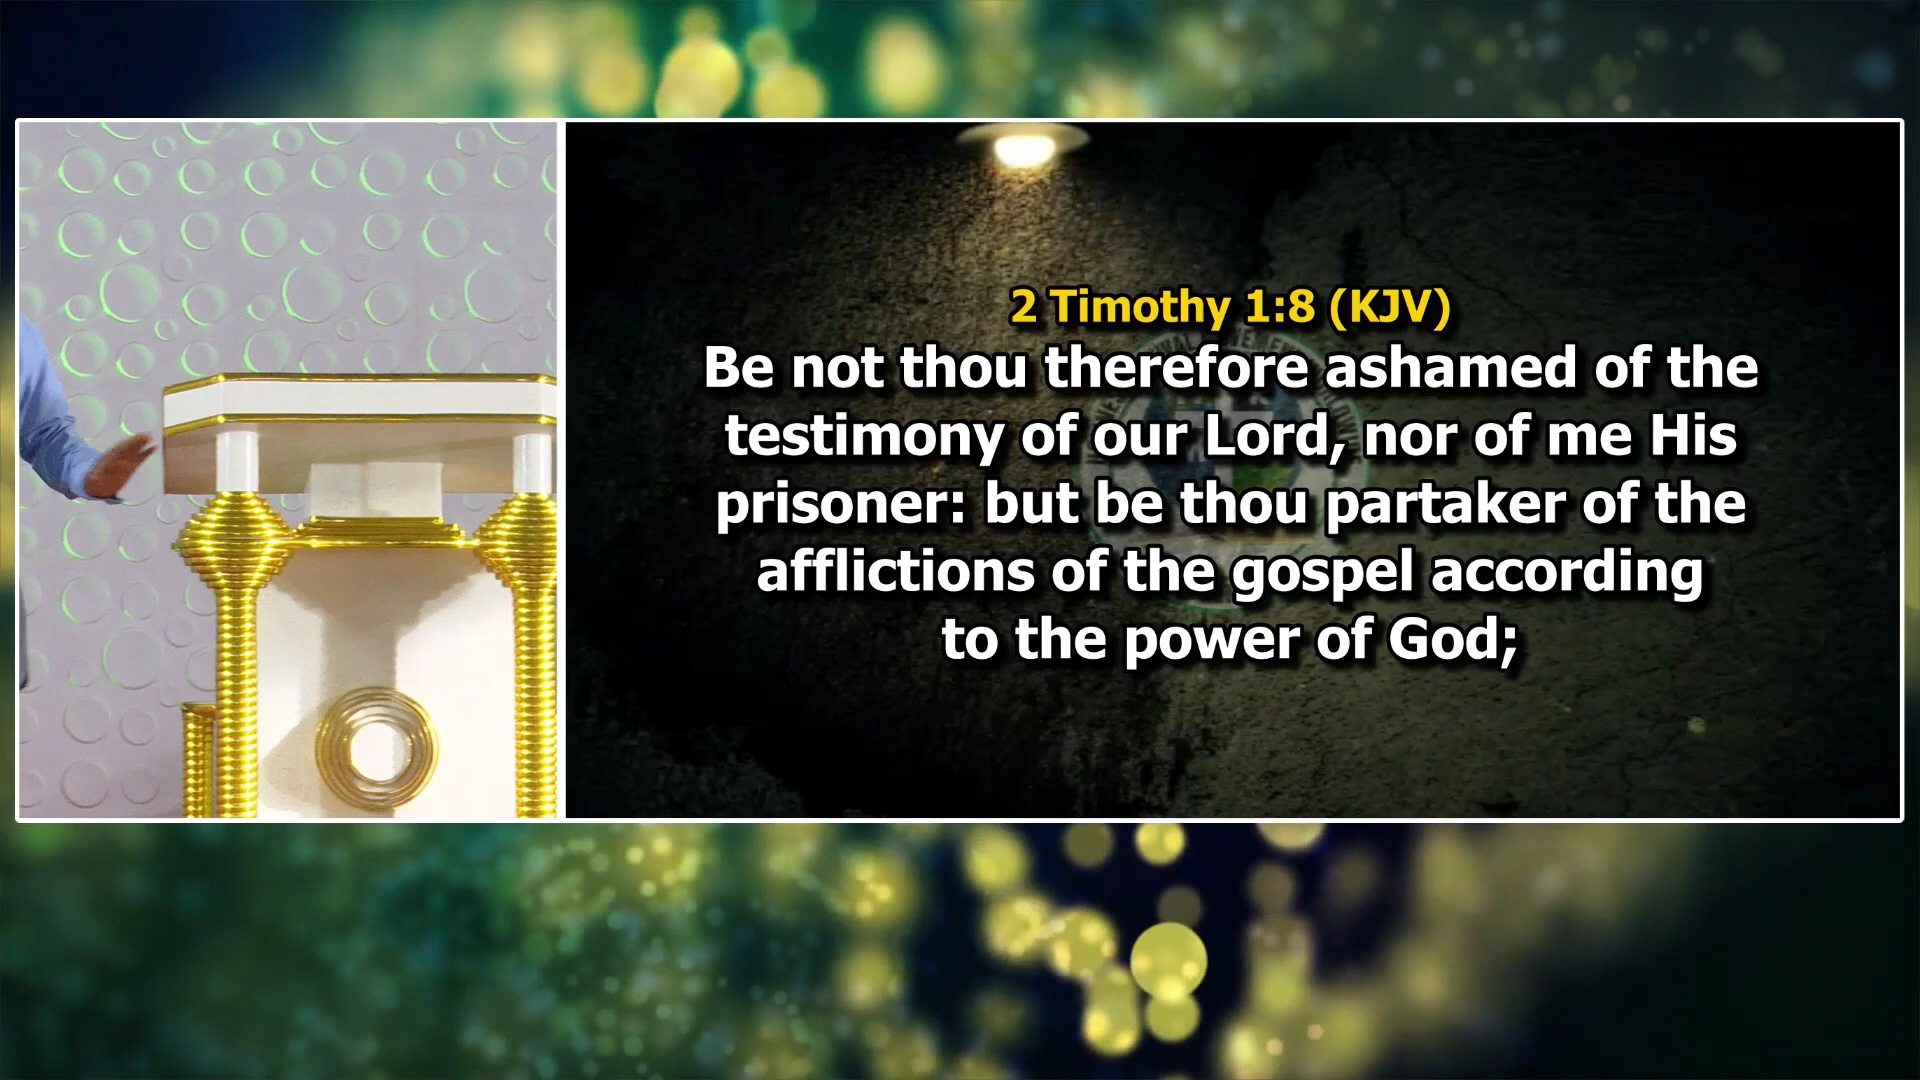 2 Timothy 1:8 (KJV)
Be not thou therefore ashamed of the
testimony of our Lord, nor of me His
prisoner: but be thou partaker of the
afflictions of the gospel according
to the power of God;